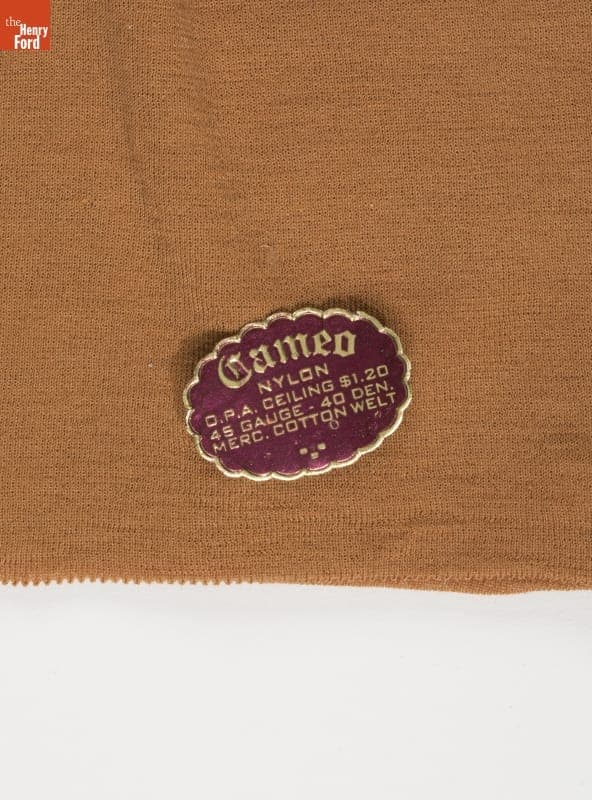 the
Henry
Ford
Cameo
NYLON
O.P.A. CEILING $1.20
45 GAUGE - 40 DEN.
MERC. COTTON WELT